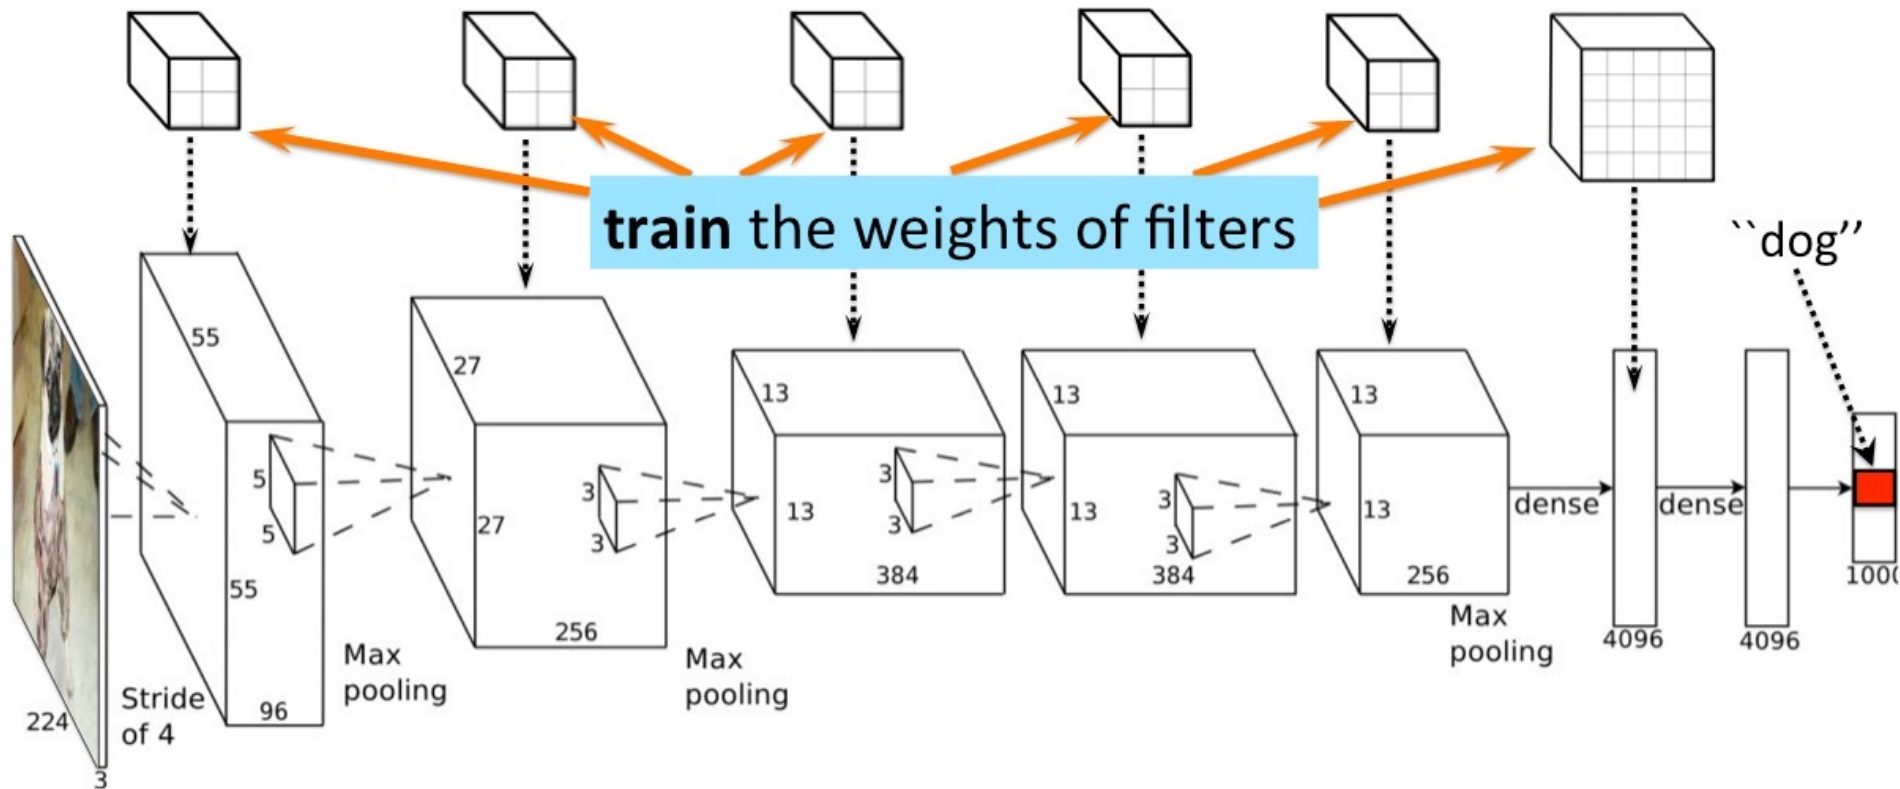 train the weights of filters
``dog’’
55
27
13
13
13
5
5
3
3
3
3
3
3
55
27
13
13
13
dense
dense
96
256
384
384
256
1000
224
3
Stride
of 4
Max
pooling
Max
pooling
Max
pooling
4096
4096